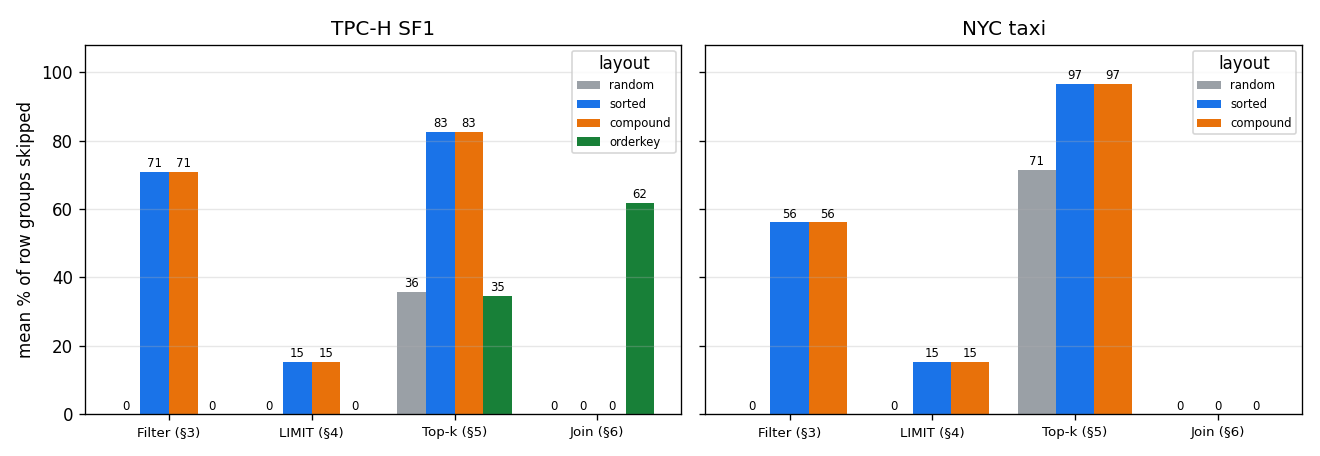 TPC-H SF1
mean % of row groups skipped
100
80
60
40
20
0
layout
random
sorted
compound
orderkey
0 71 71 0
0 15 15 0
36 83 83 35
0 0 0 62
Filter (§3) LIMIT (§4) Top-k (§5) Join (§6)
NYC taxi
layout
random
sorted
compound
0 56 56
0 15 15
71 97 97
0 0 0
Filter (§3) LIMIT (§4) Top-k (§5) Join (§6)